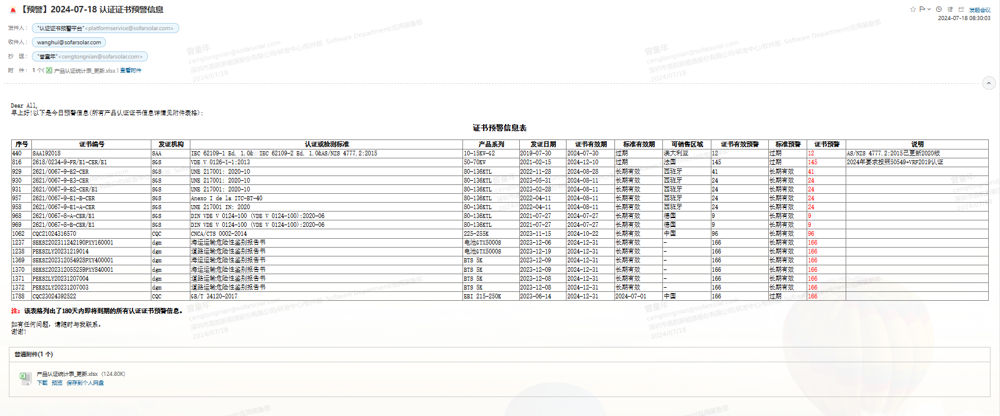 【预警】2024-07-18 认证证书预警信息
发起会议
2024-07-18 08:30:03
发件人： "认证证书预警平台"<platformservice@sofarsolar.com>
收件人： wanghui@sofarsolar.com
抄 送： "曾童年"<cengtongnian@sofarsolar.com>
附 件： 1 个( 产品认证统计表_更新.xlsx ) 查看附件
Dear All,
早上好!以下是今日预警信息(所有产品认证证书信息详情见附件表格):
证书预警信息表
序号 证书编号 发证机构 认证或检测标准 产品系列 发证日期 证书有效期 标准有效期 可销售区域 证书有效预警 标准预警 证书预警 说明
440 SAA192018 SAA IEC 62109-1 Ed. 1.0& IEC 62109-2 Ed. 1.0&AS/NZS 4777.2:2015 10-15KW-G2 2019-07-30 2024-07-30 过期 澳大利亚 12 过期 12 AS/NZS 4777.2:2015已更新2020版
816 2618/0234-9-FR/E1-CER/E1 SGS VDE V 0126-1-1:2013 50-70KW 2021-02-15 2024-12-10 过期 法国 145 过期 145 2024年要求按照50549+VRF2019认证
929 2621/0067-9-E2-CER SGS UNE 217001: 2020-10 80-136KTL 2022-11-28 2024-08-28 长期有效 西班牙 41 长期有效 41
930 2621/0067-9-E3-CER SGS UNE 217001: 2020-10 80-136KTL 2023-05-31 2024-08-11 长期有效 西班牙 24 长期有效 24
931 2621/0067-9-E2-CER/E1 SGS UNE 217001: 2020-10 80-136KTL 2023-02-28 2024-08-11 长期有效 西班牙 24 长期有效 24
957 2621/0067-9-E1-B-CER SGS Anexo I de la ITC-BT-40 80-136KTL 2022-04-11 2024-08-11 长期有效 西班牙 24 长期有效 24
958 2621/0067-9-E1-A-CER SGS UNE 217001 IN: 2020 80-136KTL 2022-04-11 2024-08-11 长期有效 西班牙 24 长期有效 24
968 2621/0067-8-A-CER/E1 SGS DIN VDE V 0124-100 (VDE V 0124-100):2020-06 80-136KTL 2021-07-27 2024-07-27 长期有效 德国 9 长期有效 9
969 2621/0067-8-B-CER/E1 SGS DIN VDE V 0124-100 (VDE V 0124-100):2020-06 80-136KTL 2021-07-27 2024-07-27 长期有效 德国 9 长期有效 9
1062 CQC21024316570 CQC CNCA/CTS 0002-2014 225-255K 2023-11-15 2024-10-22 长期有效 中国 96 长期有效 96
1237 SEKSZ202311242190PXY160001 dgm 海运运输危险性鉴别报告书 电池GTX5000S 2023-12-06 2024-12-31 长期有效 - 166 长期有效 166
1238 PEKSZLY20231219014 dgm 道路运输危险性鉴别报告书 电池GTX5000S 2023-12-19 2024-12-31 长期有效 - 166 长期有效 166
1369 SEKSZ202312054928PXY400001 dgm 海运运输危险性鉴别报告书 BTS 5K 2023-12-09 2024-12-31 长期有效 - 166 长期有效 166
1370 SEKSZ202312055259PXY840001 dgm 海运运输危险性鉴别报告书 BTS 5K 2023-12-09 2024-12-31 长期有效 - 166 长期有效 166
1371 PEKSZLY20231207004 dgm 道路运输危险性鉴别报告书 BTS 5K 2023-12-08 2024-12-31 长期有效 - 166 长期有效 166
1372 PEKSZLY20231207003 dgm 道路运输危险性鉴别报告书 BTS 5K 2023-12-08 2024-12-31 长期有效 - 166 长期有效 166
1788 CQC23024392522 CQC GB/T 34120-2017 EBI 215-250K 2023-06-14 2024-12-31 2024-07-01 中国 166 过期 166
注：该表格列出了180天内即将到期的所有认证证书预警信息。
如有任何问题，请随时与我联系。
谢谢!
普通附件(1 个)
产品认证统计表_更新.xlsx (124.80K)
下载 预览 保存到个人网盘
曾童年
cengtongnian@sofarsolar.com
深圳市首航新能源股份有限公司/研发中心/软件部 Software Department/应用装备部
2024/07/18